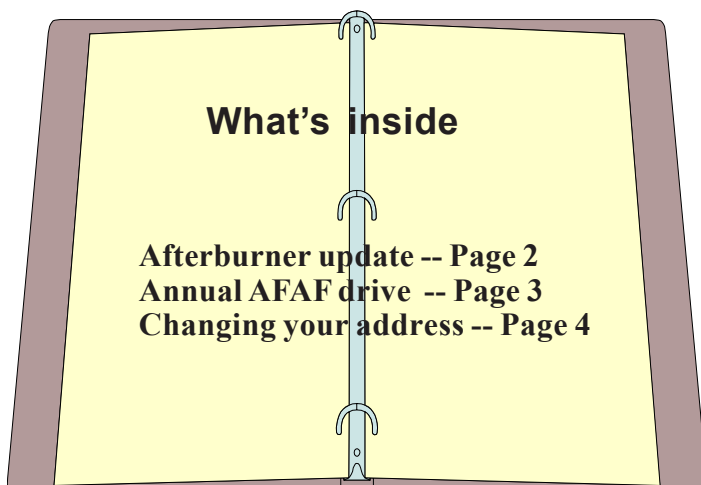 What's inside
Afterburner update -- Page 2
Annual AFAF drive -- Page 3
Changing your address -- Page 4